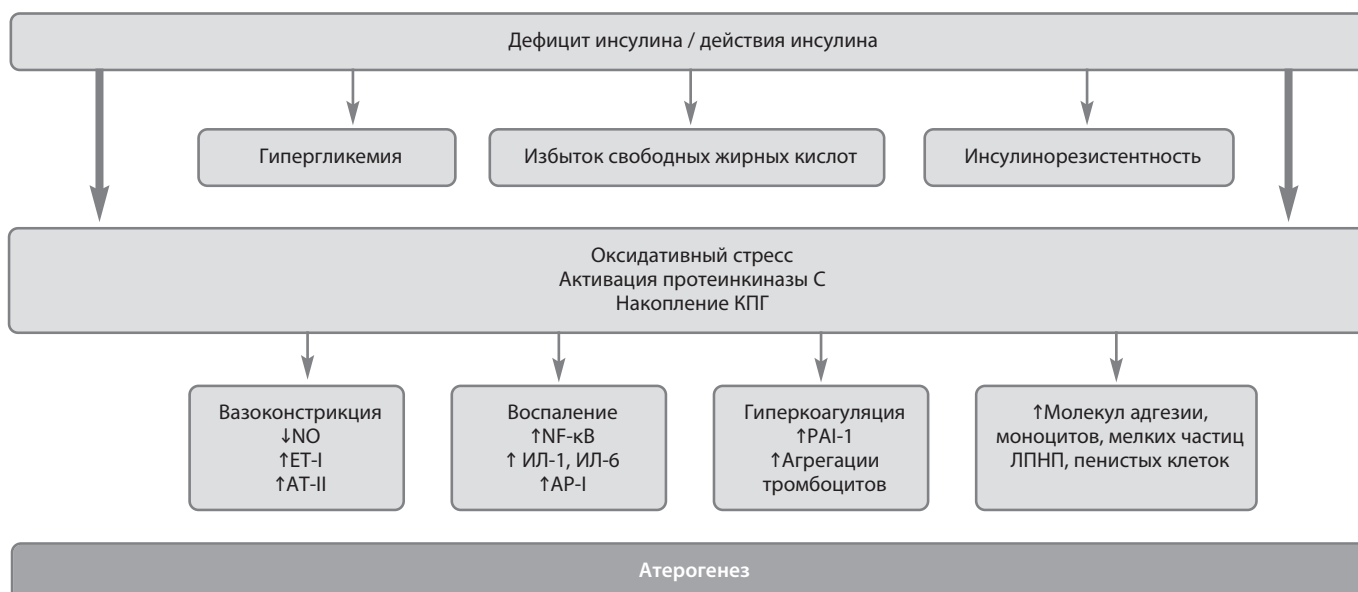 Дефицит инсулина / действия инсулина
Гипергликемия
Избыток свободных жирных кислот
Инсулинорезистентность
Оксидативный стресс
Активация протеинкиназы С
Накопление КПГ
Вазоконстрикция
↓NO
↑ET-I
↑AT-II
Воспаление
↑NF-κB
↑ ИЛ-1, ИЛ-6
↑AP-I
Гиперкоагуляция
↑PAI-1
↑Агрегации
тромбоцитов
↑Молекул адгезии,
моноцитов, мелких частиц
ЛПНП, пенистых клеток
Атерогенез